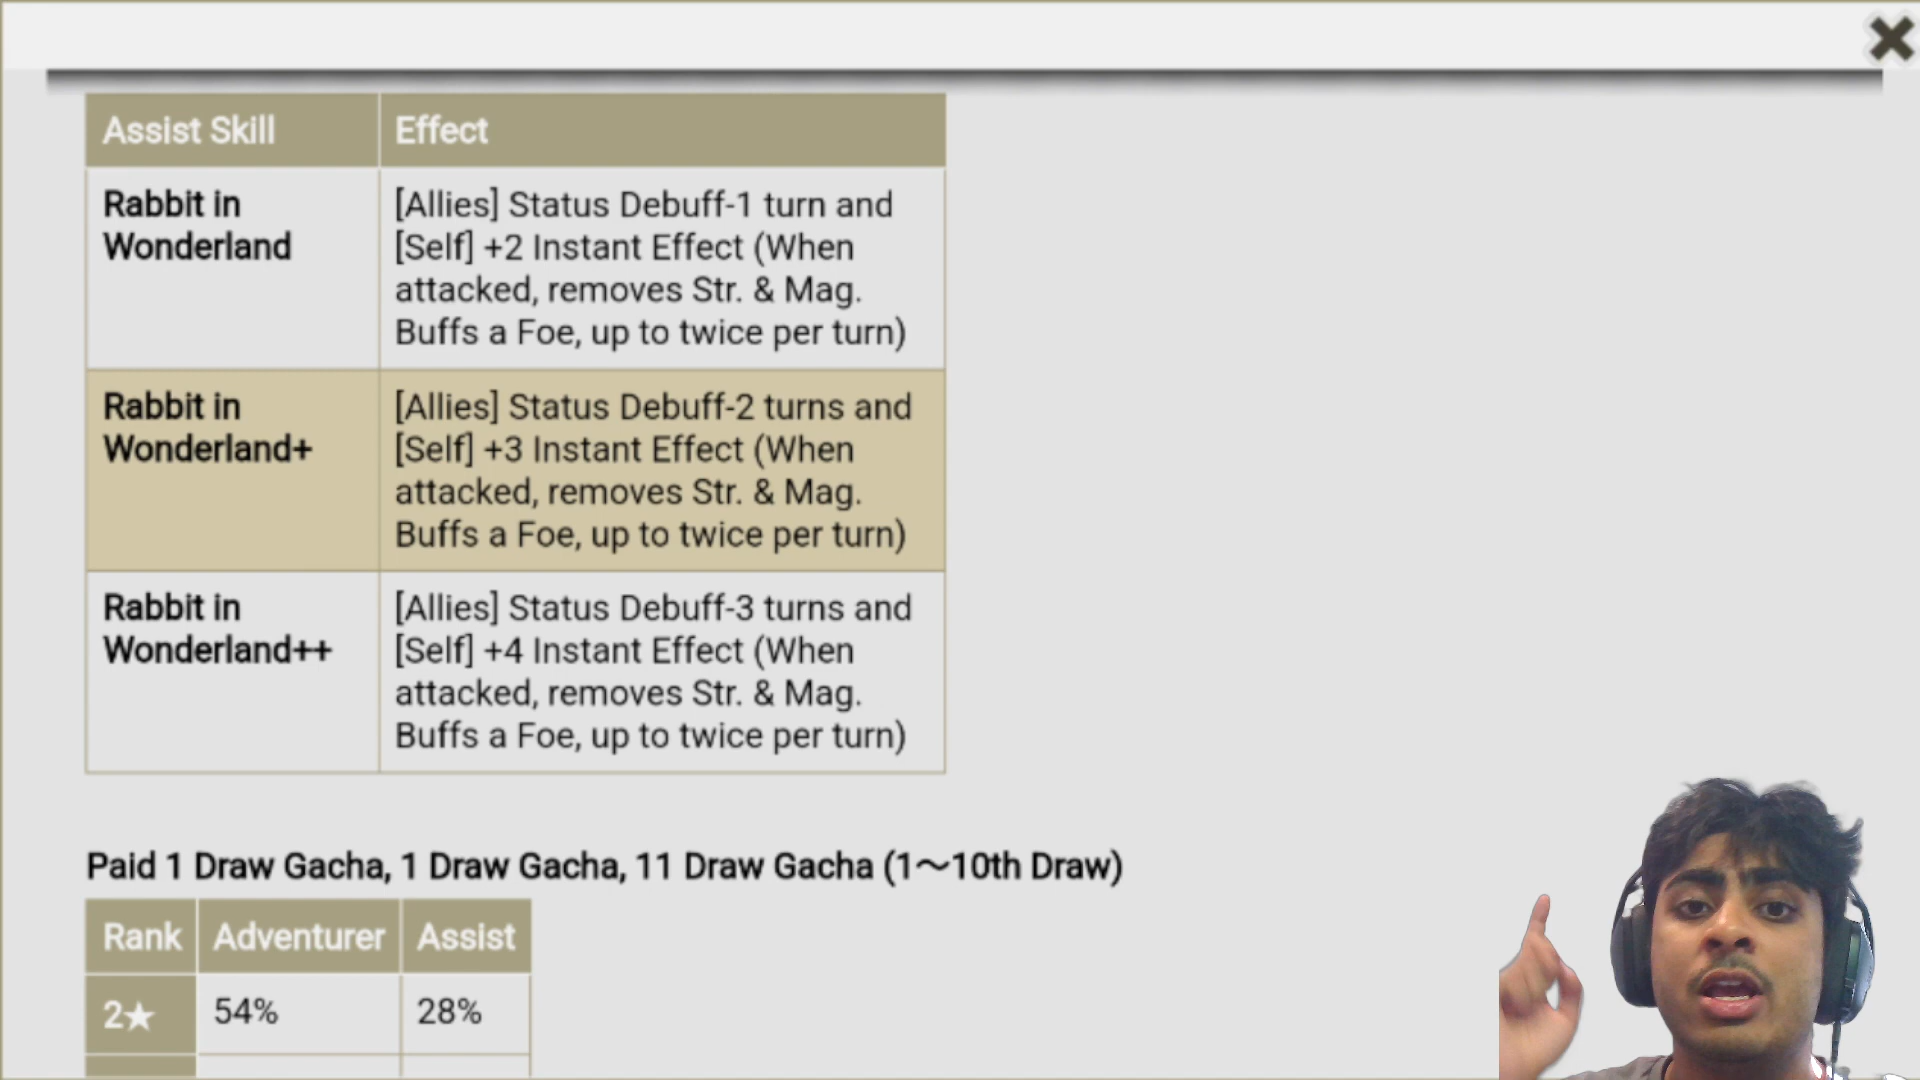 Assist Skill
Effect
Rabbit in
Wonderland
[Allies] Status Debuff-1 turn and
[Self] +2 Instant Effect (When
attacked, removes Str. & Mag.
Buffs a Foe, up to twice per turn)
Rabbit in
Wonderland+
[Allies] Status Debuff-2 turns and
[Self] +3 Instant Effect (When
attacked, removes Str. & Mag.
Buffs a Foe, up to twice per turn)
Rabbit in
Wonderland++
[Allies] Status Debuff-3 turns and
[Self] +4 Instant Effect (When
attacked, removes Str. & Mag.
Buffs a Foe, up to twice per turn)
Paid 1 Draw Gacha, 1 Draw Gacha, 11 Draw Gacha (1〜10th Draw)
Rank Adventurer Assist
2★ 54% 28%